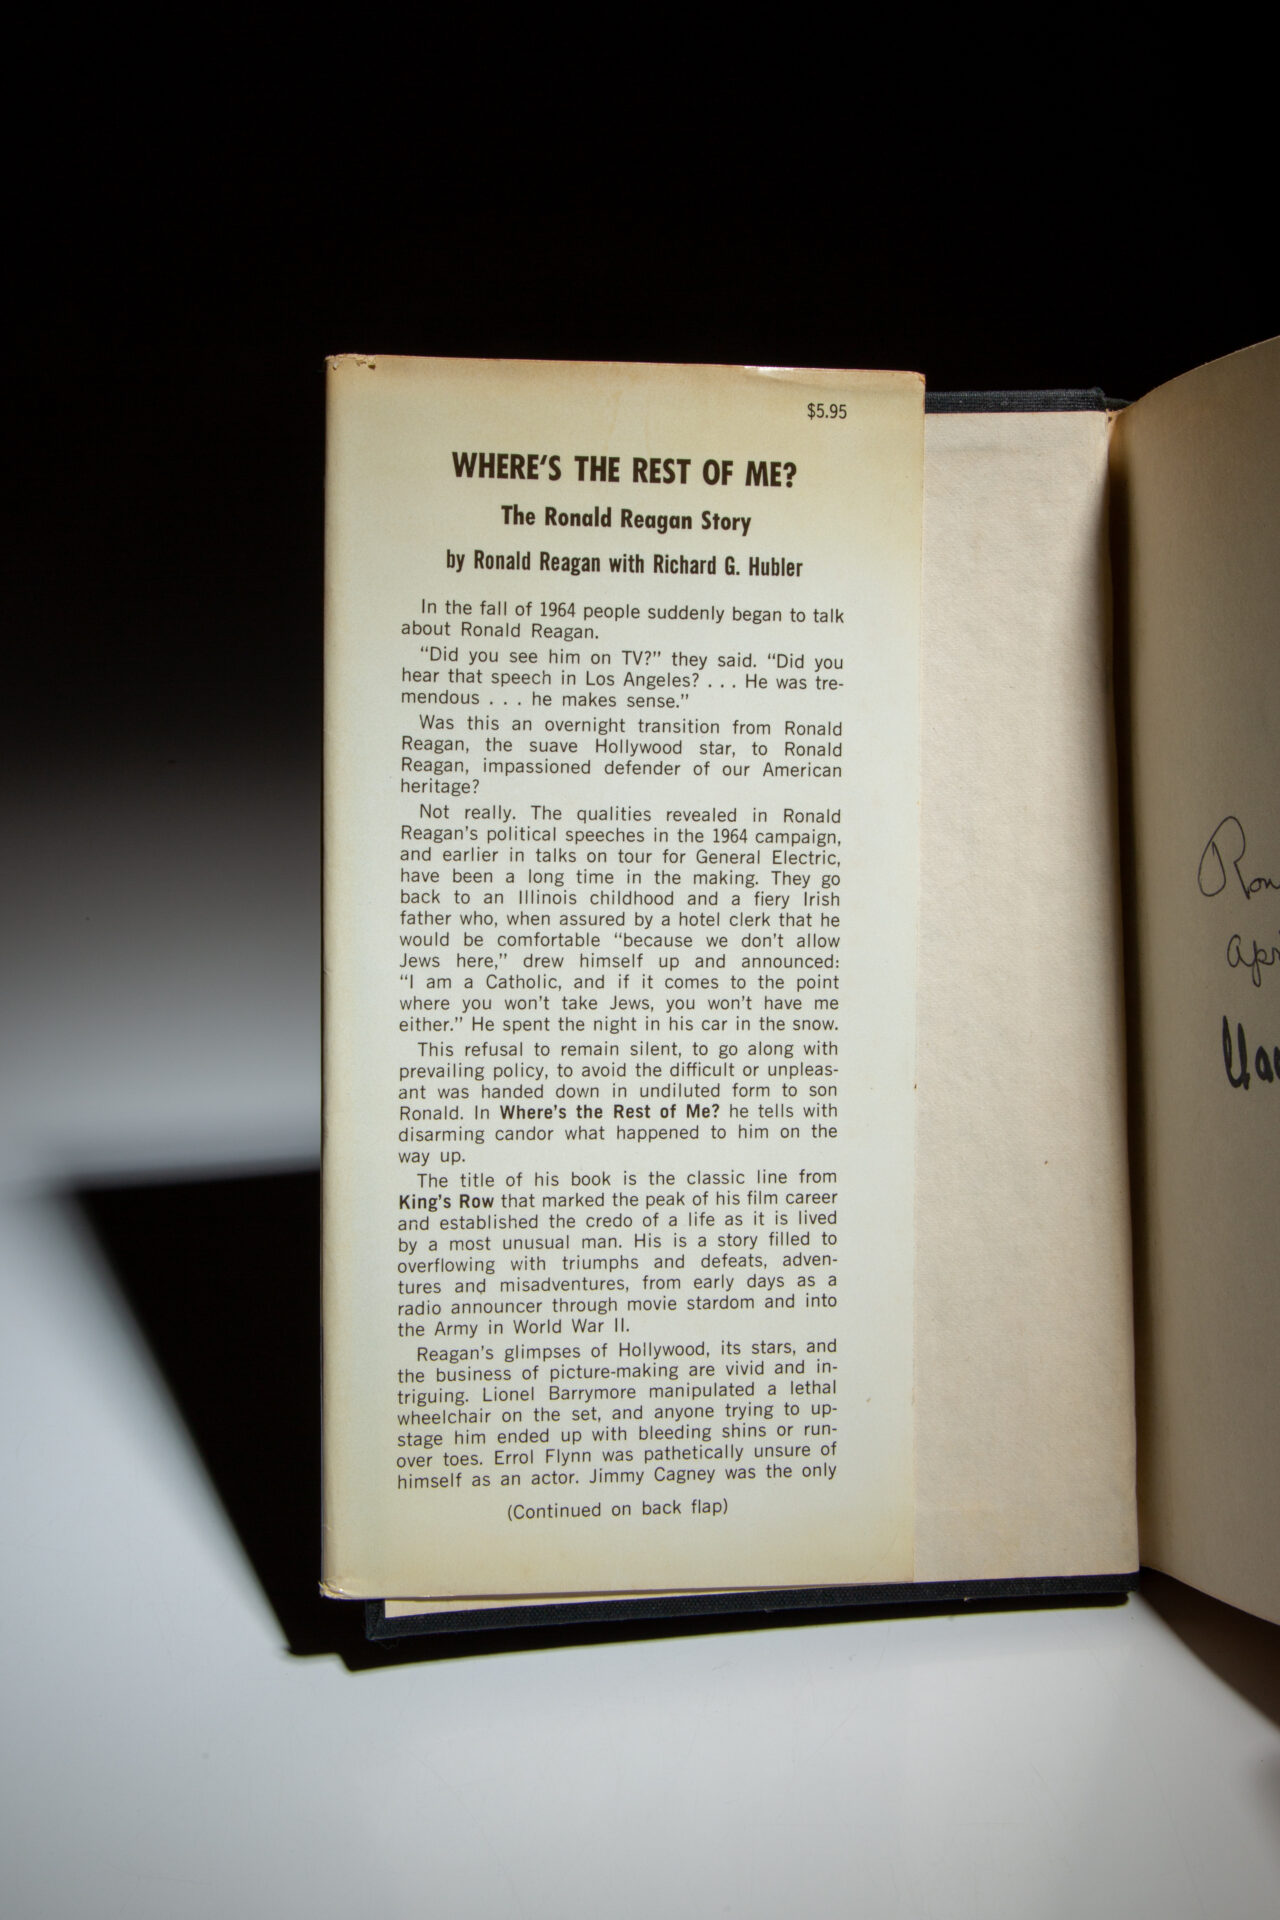 $5.95
WHERE'S THE REST OF ME?
The Ronald Reagan Story
by Ronald Reagan with Richard G. Hubler
In the fall of 1964 people suddenly began to talk
about Ronald Reagan.
“Did you see him on TV?” they said. “Did you
hear that speech in Los Angeles? . . . He was tre-
mendous . . . he makes sense.”
Was this an overnight transition from Ronald
Reagan, the suave Hollywood star, to Ronald
Reagan, impassioned defender of our American
heritage?
Not really. The qualities revealed in Ronald
Reagan's political speeches in the 1964 campaign,
and earlier in talks on tour for General Electric,
have been a long time in the making. They go
back to an Illinois childhood and a fiery Irish
father who, when assured by a hotel clerk that he
would be comfortable “because we don't allow
Jews here,” drew himself up and announced:
“I am a Catholic, and if it comes to the point
where you won't take Jews, you won't have me
either.” He spent the night in his car in the snow.
This refusal to remain silent, to go along with
prevailing policy, to avoid the difficult or unpleas-
ant was handed down in undiluted form to son
Ronald. In Where's the Rest of Me? he tells with
disarming candor what happened to him on the
way up.
The title of his book is the classic line from
King's Row that marked the peak of his film career
and established the credo of a life as it is lived
by a most unusual man. His is a story filled to
overflowing with triumphs and defeats, adven-
tures and misadventures, from early days as a
radio announcer through movie stardom and into
the Army in World War II.
Reagan's glimpses of Hollywood, its stars, and
the business of picture-making are vivid and in-
triguing. Lionel Barrymore manipulated a lethal
wheelchair on the set, and anyone trying to up-
stage him ended up with bleeding shins or run-
over toes. Errol Flynn was pathetically unsure of
himself as an actor. Jimmy Cagney was the only
(Continued on back flap)
Ron